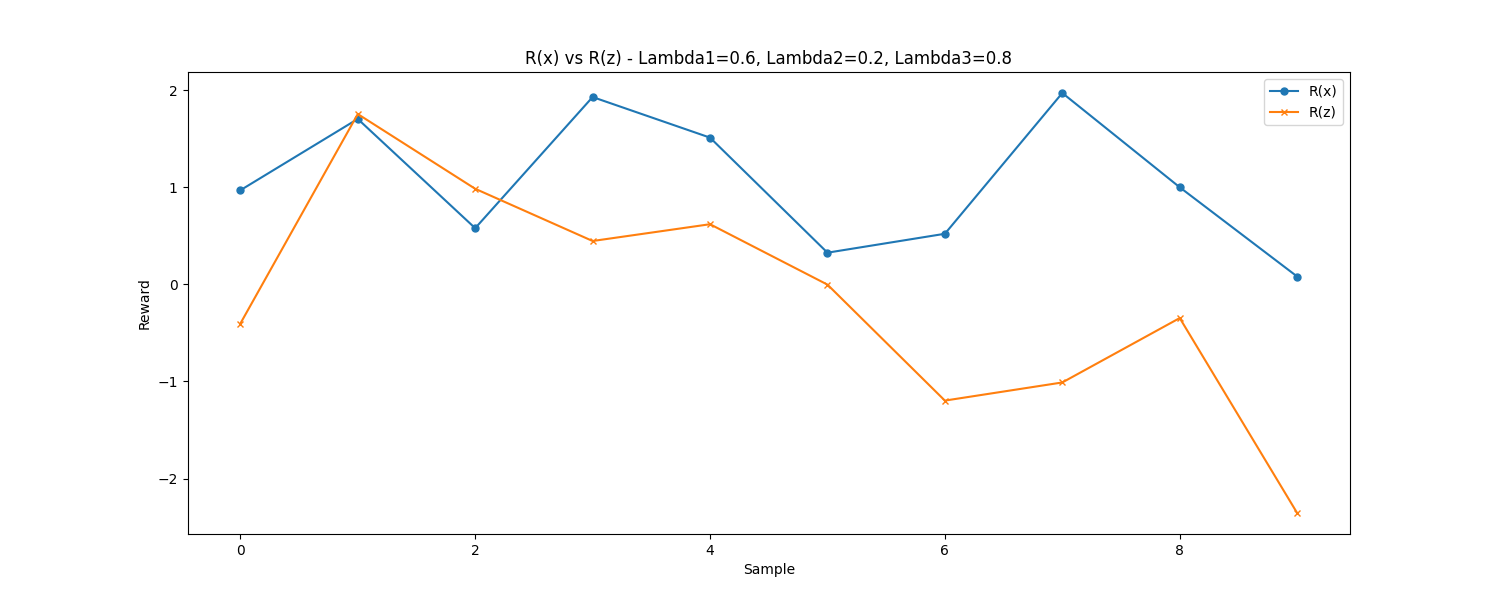 R(x) vs R(z) - Lambda1=0.6, Lambda2=0.2, Lambda3=0.8
R(x)
R(z)
2
1
0
−1
−2
Reward
0 2 4 6 8
Sample